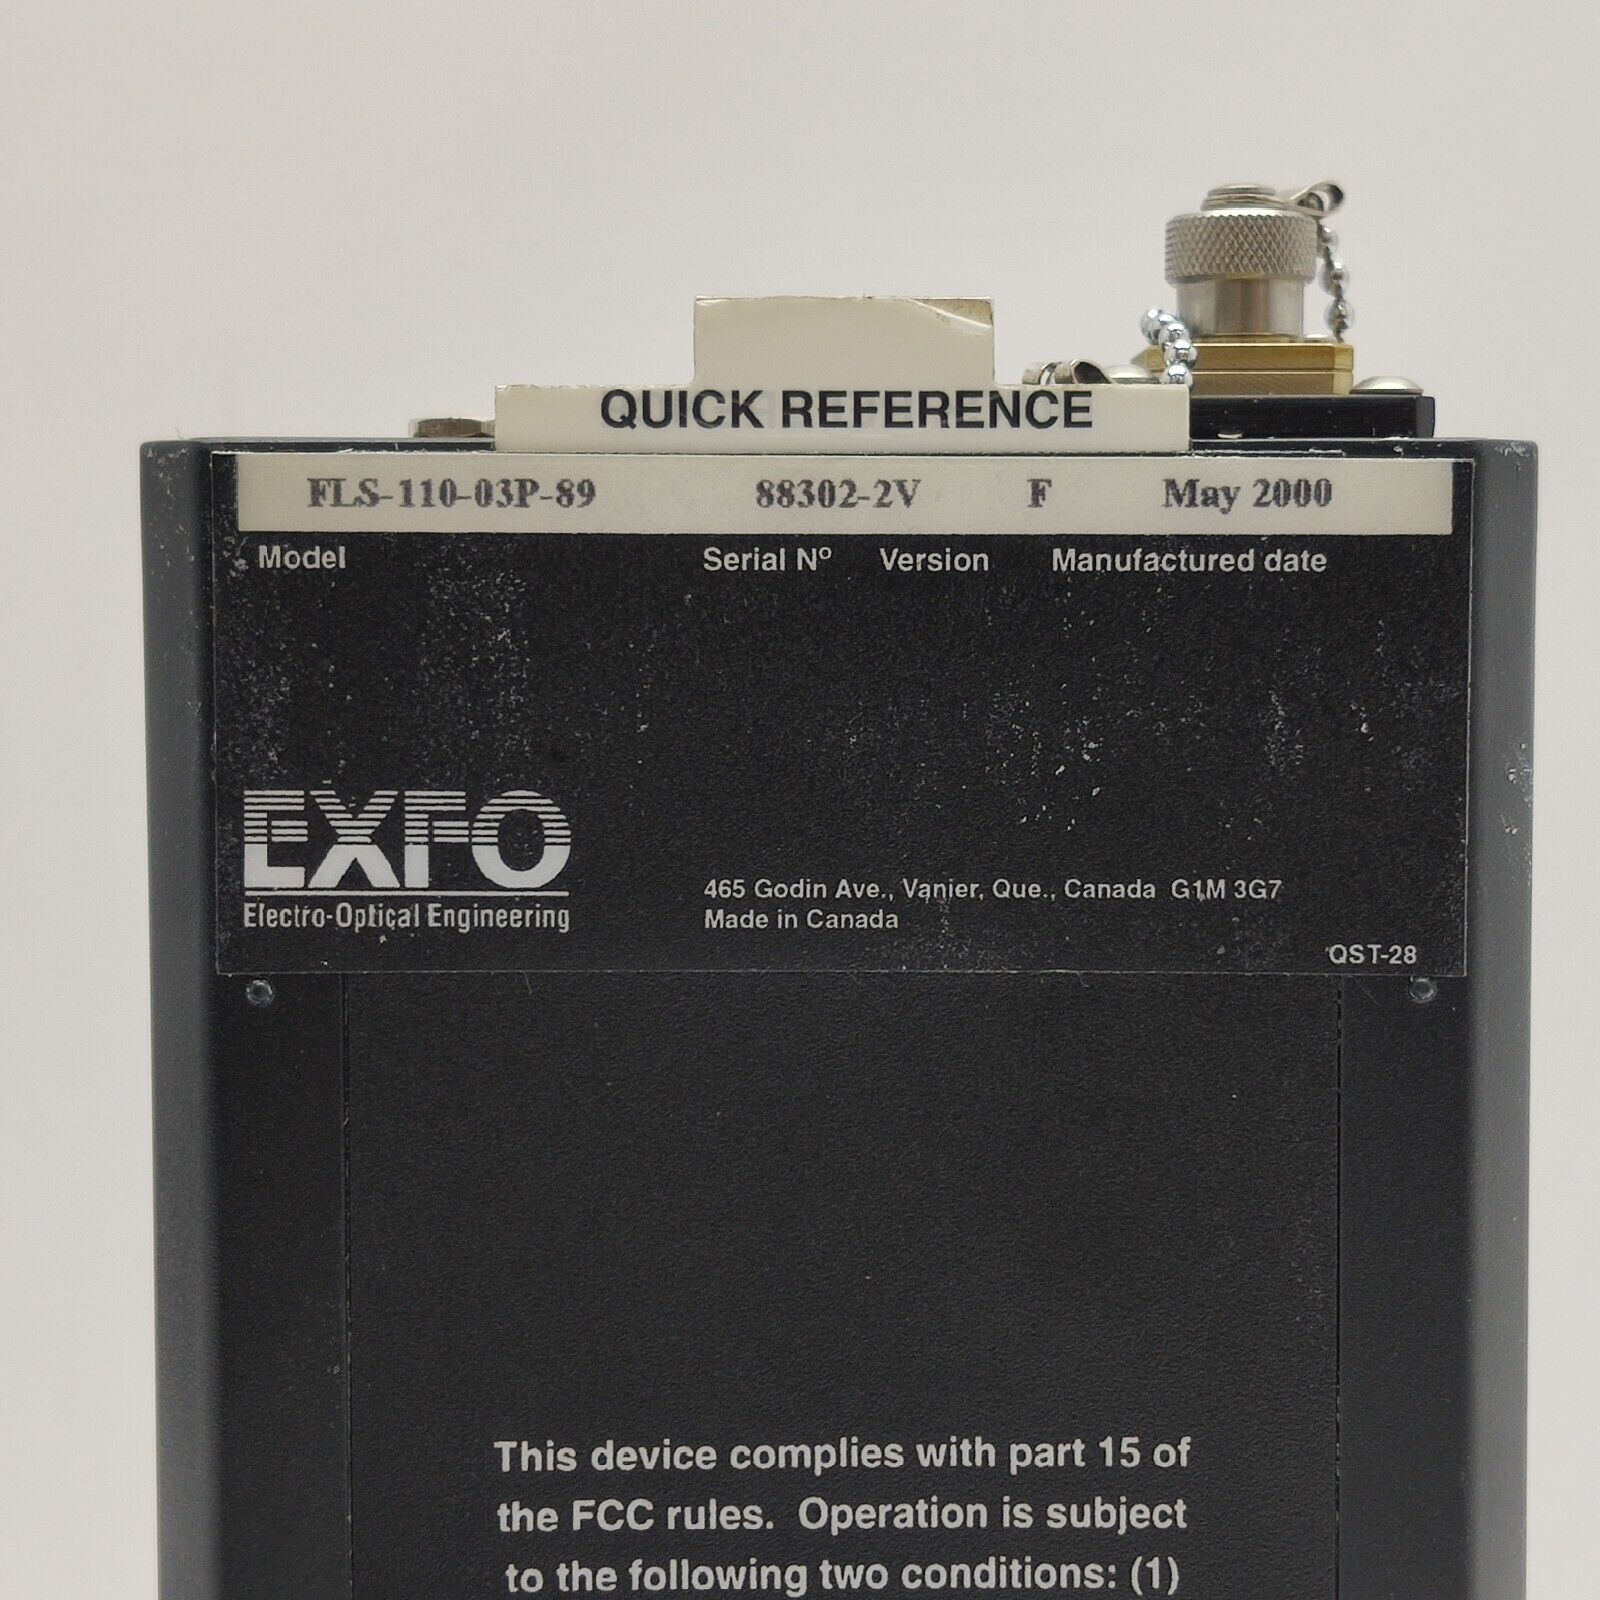 QUICK REFERENCE
FLS-110-03P-89 88302-2V F May 2000
Model Serial Nº Version Manufactured date
EXFO
Electro-Optical Engineering
465 Godin Ave., Vanier, Que., Canada G1M 3G7
Made in Canada
QST-28
This device complies with part 15 of
the FCC rules. Operation is subject
to the following two conditions: (1)